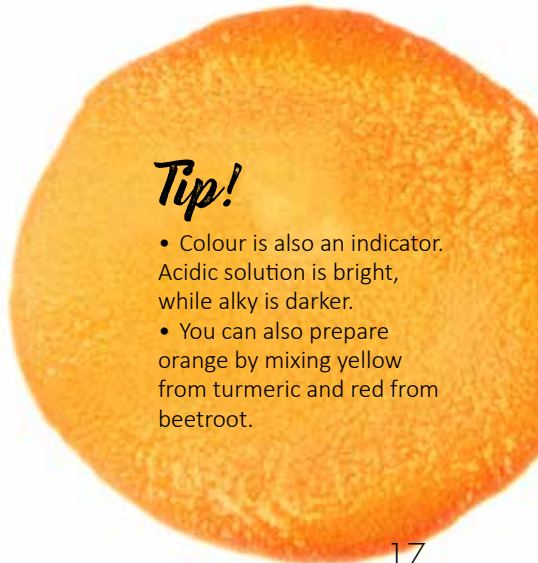 Tip!
• Colour is also an indicator.
Acidic solution is bright,
while alky is darker.
• You can also prepare
orange by mixing yellow
from turmeric and red from
beetroot.
17